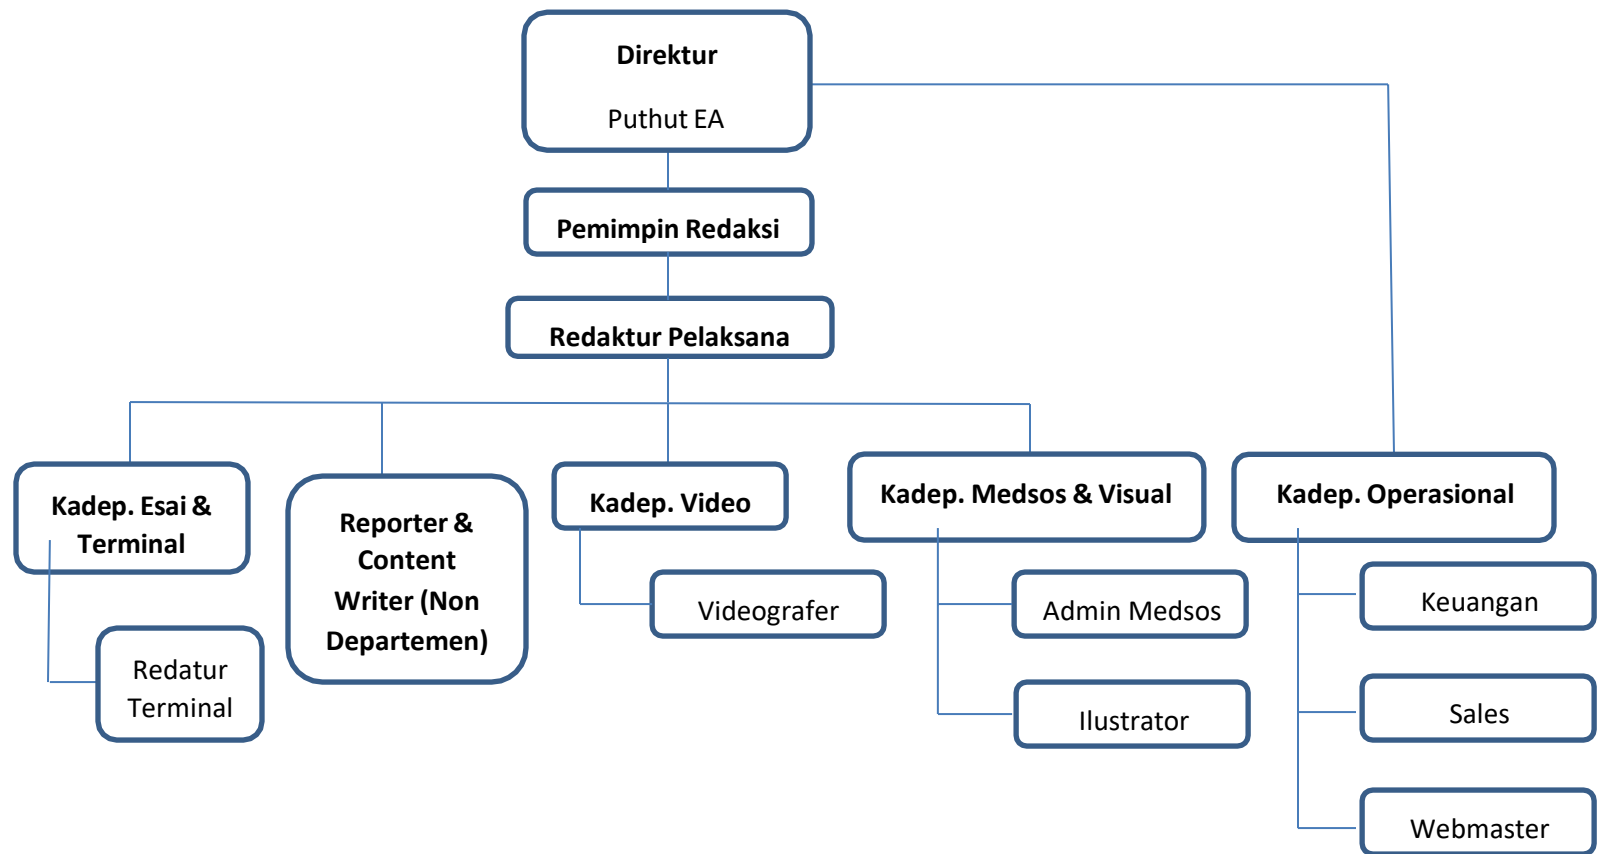 Direktur
Puthut EA
Pemimpin Redaksi
Redaktur Pelaksana
Kadep. Esai &
Terminal
Redatur
Terminal
Reporter &
Content
Writer (Non
Departemen)
Kadep. Video
Videografer
Kadep. Medsos & Visual
Admin Medsos
Ilustrator
Kadep. Operasional
Keuangan
Sales
Webmaster